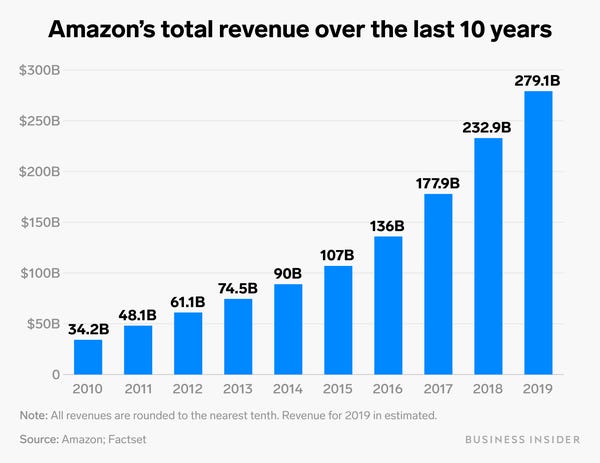 Amazon's total revenue over the last 10 years
$300B
$250B
$200B
$150B
$100B
$50B
0
34.2B
48.1B
61.1B
74.5B
90B
107B
136B
177.9B
232.9B
279.1B
2010 2011 2012 2013 2014 2015 2016 2017 2018 2019
Note: All revenues are rounded to the nearest tenth. Revenue for 2019 in estimated.
Source: Amazon; Factset
BUSINESS INSIDER